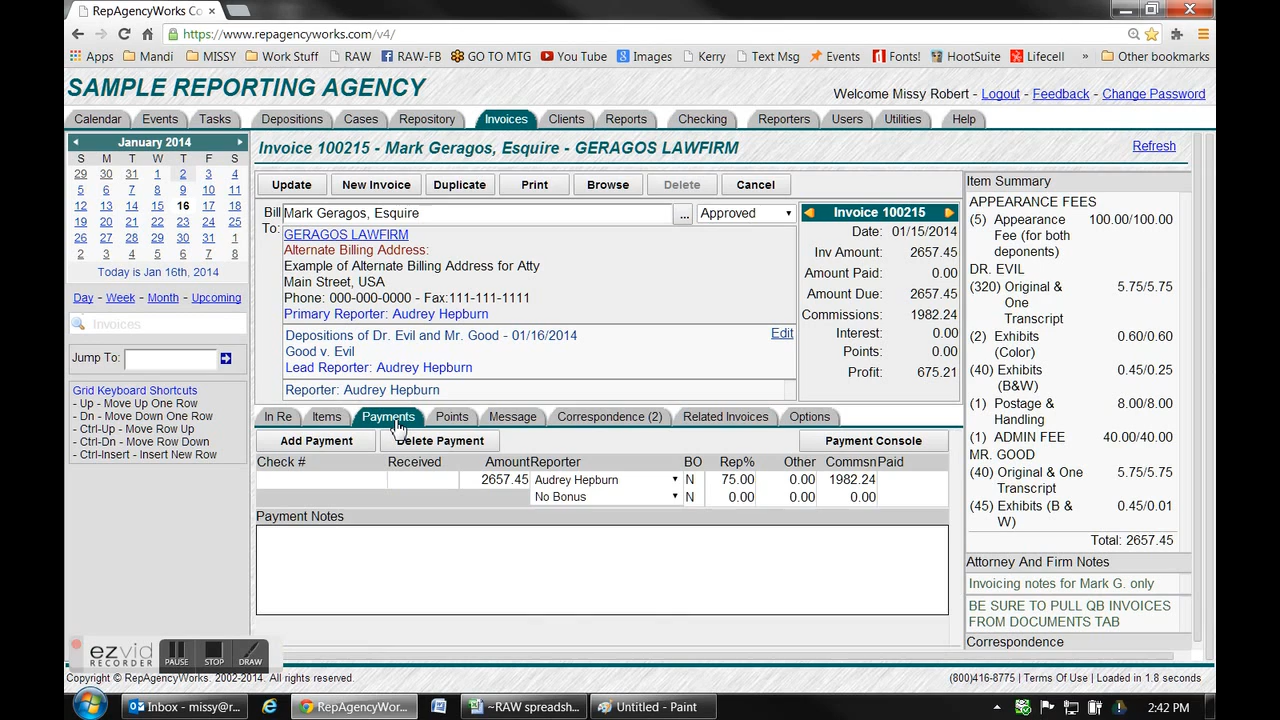 RepAgencyWorks Co
https://www.repagencyworks.com/v4/
Apps Mandi MISSY Work Stuff RAW RAW-FB GO TO MTG You Tube Images Kerry Text Msg Events Fonts! HootSuite Lifecell » Other bookmarks
SAMPLE REPORTING AGENCY
Welcome Missy Robert - Logout - Feedback - Change Password
Calendar Events Tasks Depositions Cases Repository Invoices Clients Reports Checking Reporters Users Utilities Help
January 2014
S M T W T F S
29 30 31 1 2 3 4
5 6 7 8 9 10 11
12 13 14 15 16 17 18
19 20 21 22 23 24 25
26 27 28 29 30 31 1
2 3 4 5 6 7 8
Today is Jan 16th, 2014
Day - Week - Month - Upcoming
Invoices
Jump To:
Grid Keyboard Shortcuts
- Up - Move Up One Row
- Dn - Move Down One Row
- Ctrl-Up - Move Row Up
- Ctrl-Dn - Move Row Down
- Ctrl-Insert - Insert New Row
Invoice 100215 - Mark Geragos, Esquire - GERAGOS LAWFIRM
Refresh
Update New Invoice Duplicate Print Browse Delete Cancel
Bill To:
Mark Geragos, Esquire ... Approved
GERAGOS LAWFIRM
Alternate Billing Address:
Example of Alternate Billing Address for Atty
Main Street, USA
Phone: 000-000-0000 - Fax:111-111-1111
Primary Reporter: Audrey Hepburn
Depositions of Dr. Evil and Mr. Good - 01/16/2014 Edit
Good v. Evil
Lead Reporter: Audrey Hepburn
Reporter: Audrey Hepburn
Invoice 100215
Date: 01/15/2014
Inv Amount: 2657.45
Amount Paid: 0.00
Amount Due: 2657.45
Commissions: 1982.24
Interest: 0.00
Points: 0.00
Profit: 675.21
In Re Items Payments Points Message Correspondence (2) Related Invoices Options
Add Payment Delete Payment Payment Console
Check # Received Amount Reporter BO Rep% Other Commsn Paid
2657.45 Audrey Hepburn N 75.00 0.00 1982.24
No Bonus N 0.00 0.00 0.00
Payment Notes
Item Summary
APPEARANCE FEES
(5) Appearance 100.00/100.00
Fee (for both
deponents)
DR. EVIL
(320) Original & 5.75/5.75
One
Transcript
(2) Exhibits 0.60/0.60
(Color)
(40) Exhibits 0.45/0.25
(B&W)
(1) Postage & 8.00/8.00
Handling
(1) ADMIN FEE 40.00/40.00
MR. GOOD
(40) Original & One 5.75/5.75
Transcript
(45) Exhibits (B & 0.45/0.01
W)
Total: 2657.45
Attorney And Firm Notes
Invoicing notes for Mark G. only
BE SURE TO PULL QB INVOICES
FROM DOCUMENTS TAB
Correspondence
ezvid
RECORDER
PAUSE STOP DRAW
Copyright © RepAgencyWorks. 2002-2014. All rights reserved.
(800)416-8775 | Terms Of Use | Loaded in 1.8 seconds
Inbox - missy@r... RepAgencyWor... ~RAW spreadsh... Untitled - Paint 2:42 PM